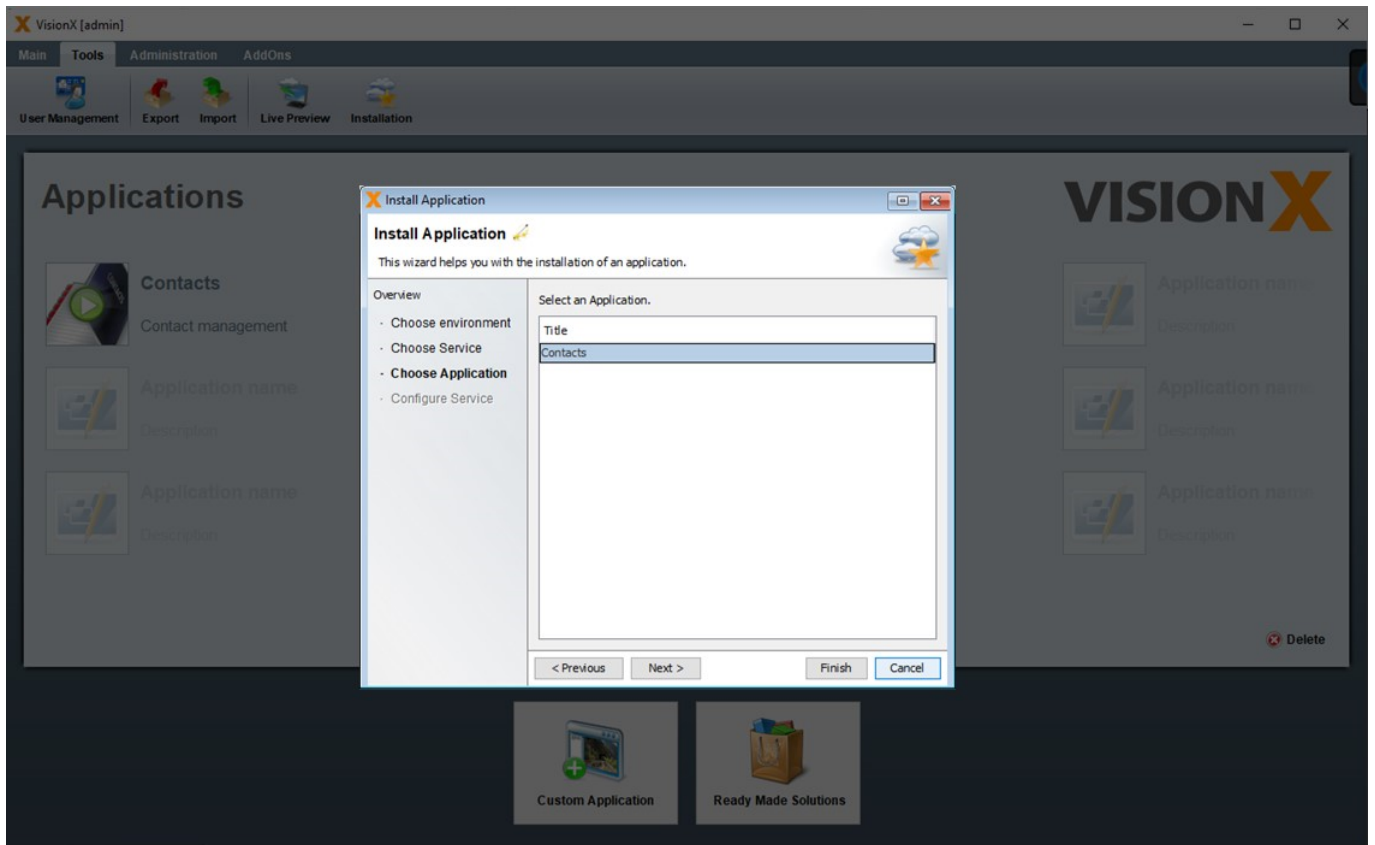 VisionX [admin]
Main Tools Administration AddOns
User Management Export Import Live Preview Installation
Applications
VISIONX
Contacts
Contact management
Application name
Description
Application name
Description
Install Application
Install Application
This wizard helps you with the installation of an application.
Overview
· Choose environment
· Choose Service
· Choose Application
· Configure Service
Select an Application.
Title
Contacts
< Previous Next > Finish Cancel
Application name
Description
Application name
Description
Application name
Description
Delete
Custom Application
Ready Made Solutions